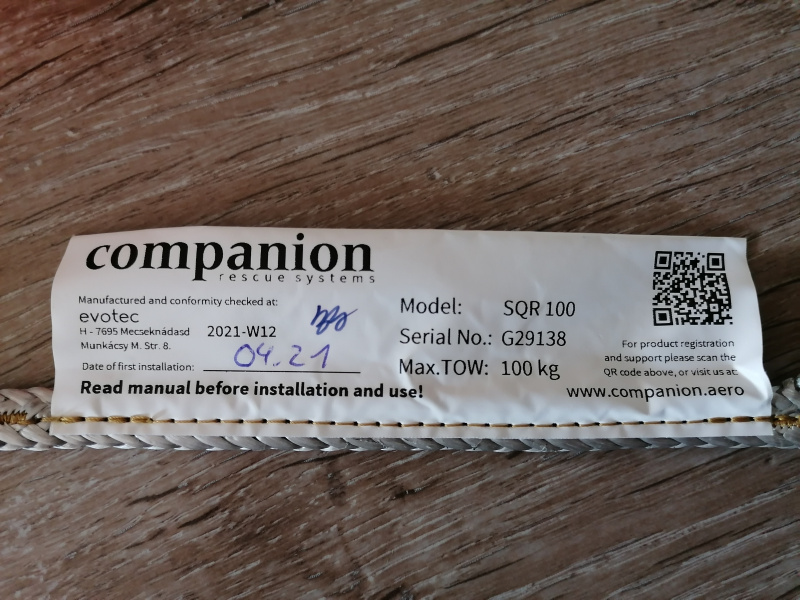 companion
rescue systems
Manufactured and conformity checked at:
evotec
H - 7695 Mecseknádasd
Munkácsy M. Str. 8.
2021-W12
Date of first installation: 04.21
Read manual before installation and use!
Model: SQR 100
Serial No.: G29138
Max.TOW: 100 kg
For product registration
and support please scan the
QR code above, or visit us at:
www.companion.aero